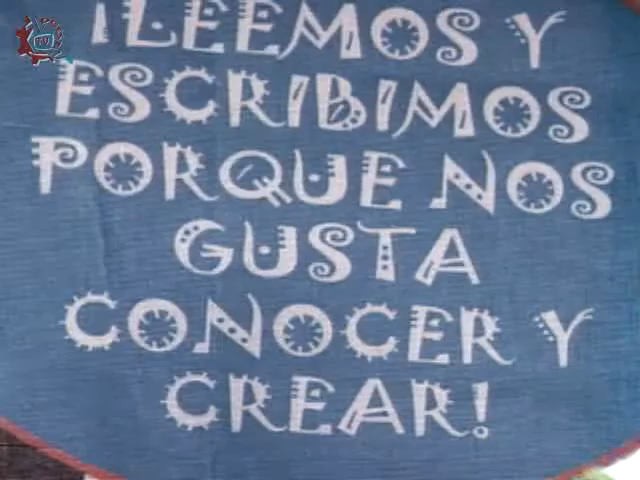 ¡LEEMOS Y
ESCRIBIMOS
PORQUE NOS
GUSTA
CONOCER Y
CREAR!